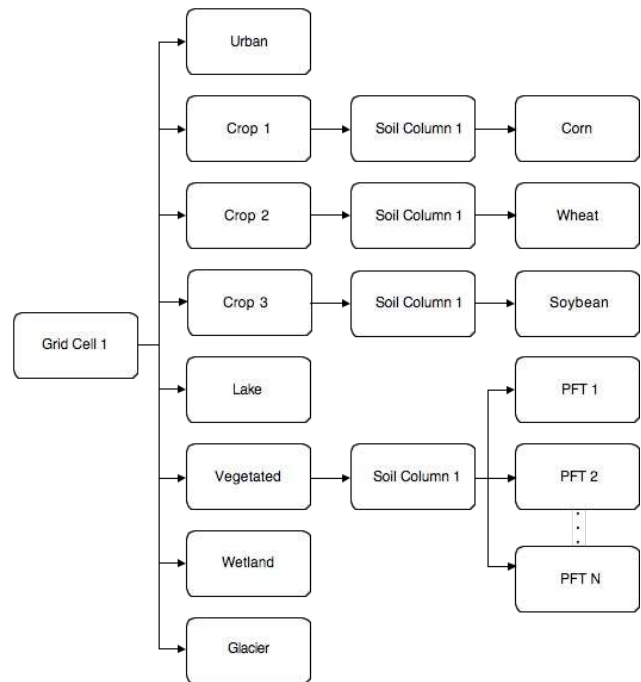 Urban
Crop 1
Soil Column 1
Corn
Crop 2
Soil Column 1
Wheat
Crop 3
Soil Column 1
Soybean
Grid Cell 1
Lake
PFT 1
Vegetated
Soil Column 1
PFT 2
Wetland
PFT N
Glacier